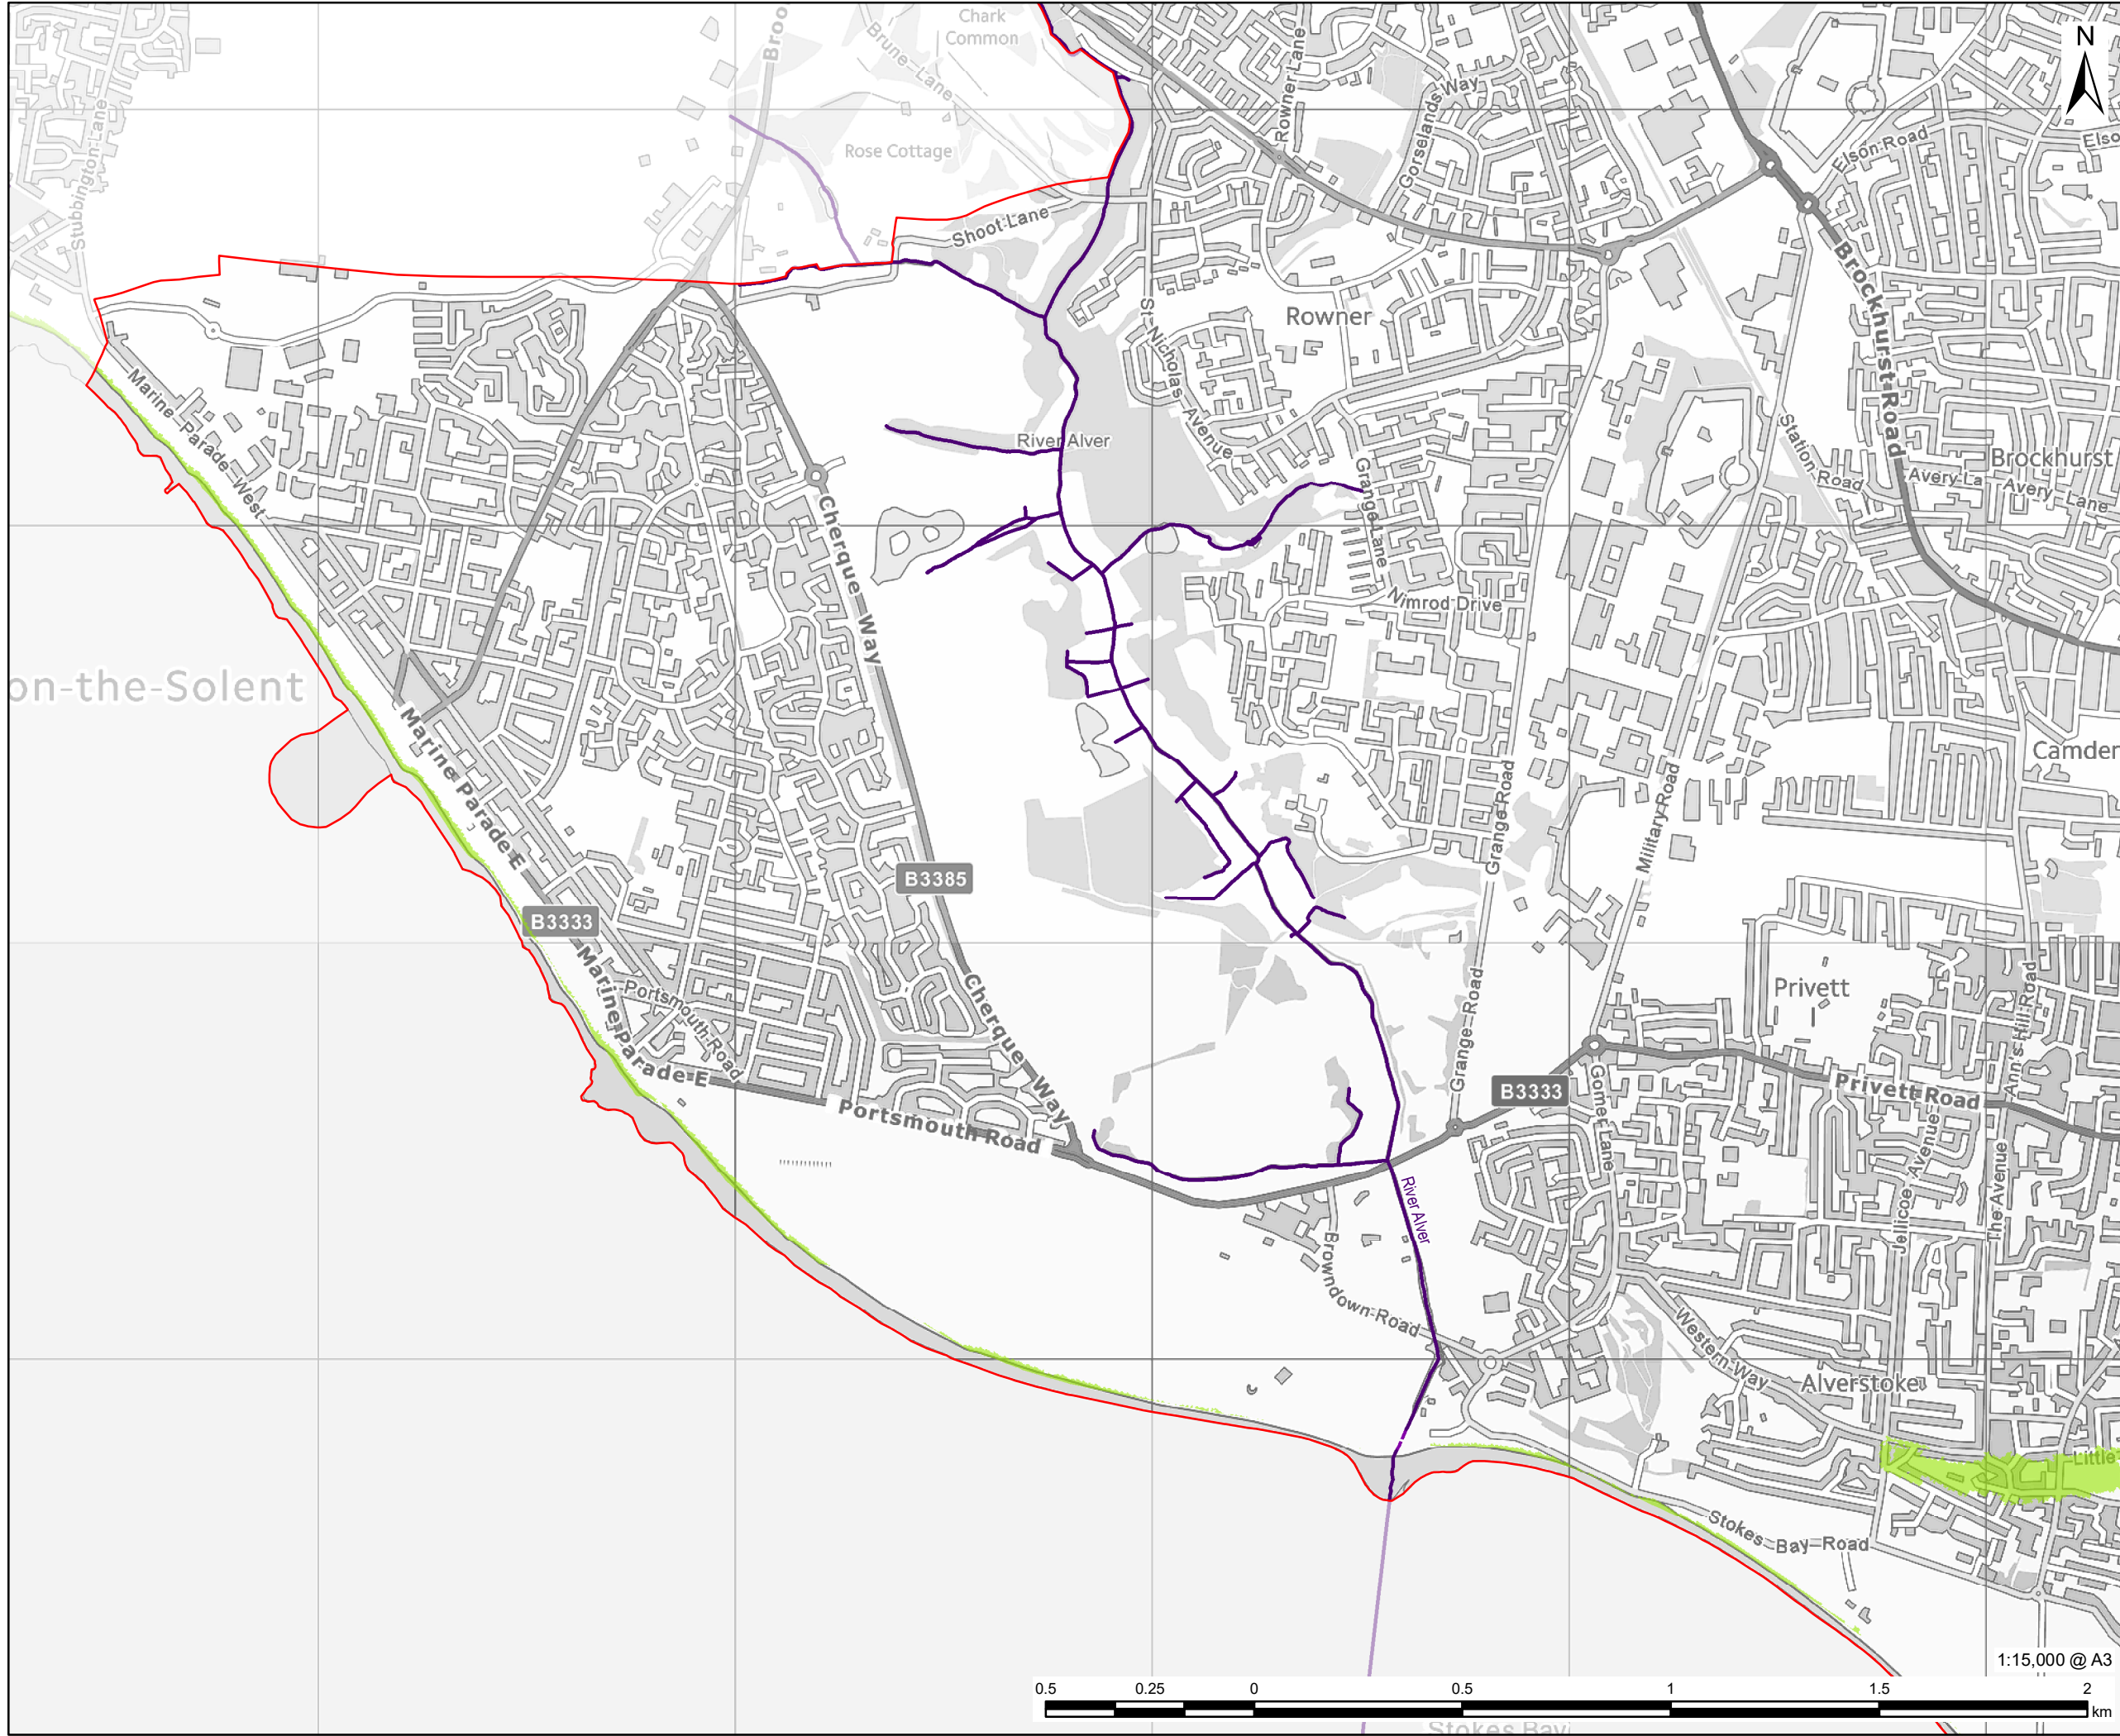 Chark
Common
N
Broo
Brune Lane
Rowner Lane
Gorselands Way
Elson Road
Elso
Stubbington Lane
Rose Cottage
Shoot Lane
Brockhurst Road
St Nicholas Avenue
Rowner
Marine Parade West
River Alver
Grange Lane
Station Road
Brockhurst
Avery La
Avery Lane
Cherque Way
Nimrod Drive
on-the-Solent
Marine Parade E
Camden
Grange Road
Military Road
B3385
B3333
Marine Parade E
Portsmouth Road
Cherque Way
Grange Road
Privett
Ann's Hill Road
B3333
Privett Road
Portsmouth Road
Gomer Lane
Jellicoe Avenue
The Avenue
River Alver
Browndown Road
Western Way
Alverstoke
Little
Stokes Bay Road
1:15,000 @ A3
0.5 0.25 0 0.5 1 1.5 2
km
Stokes Bay